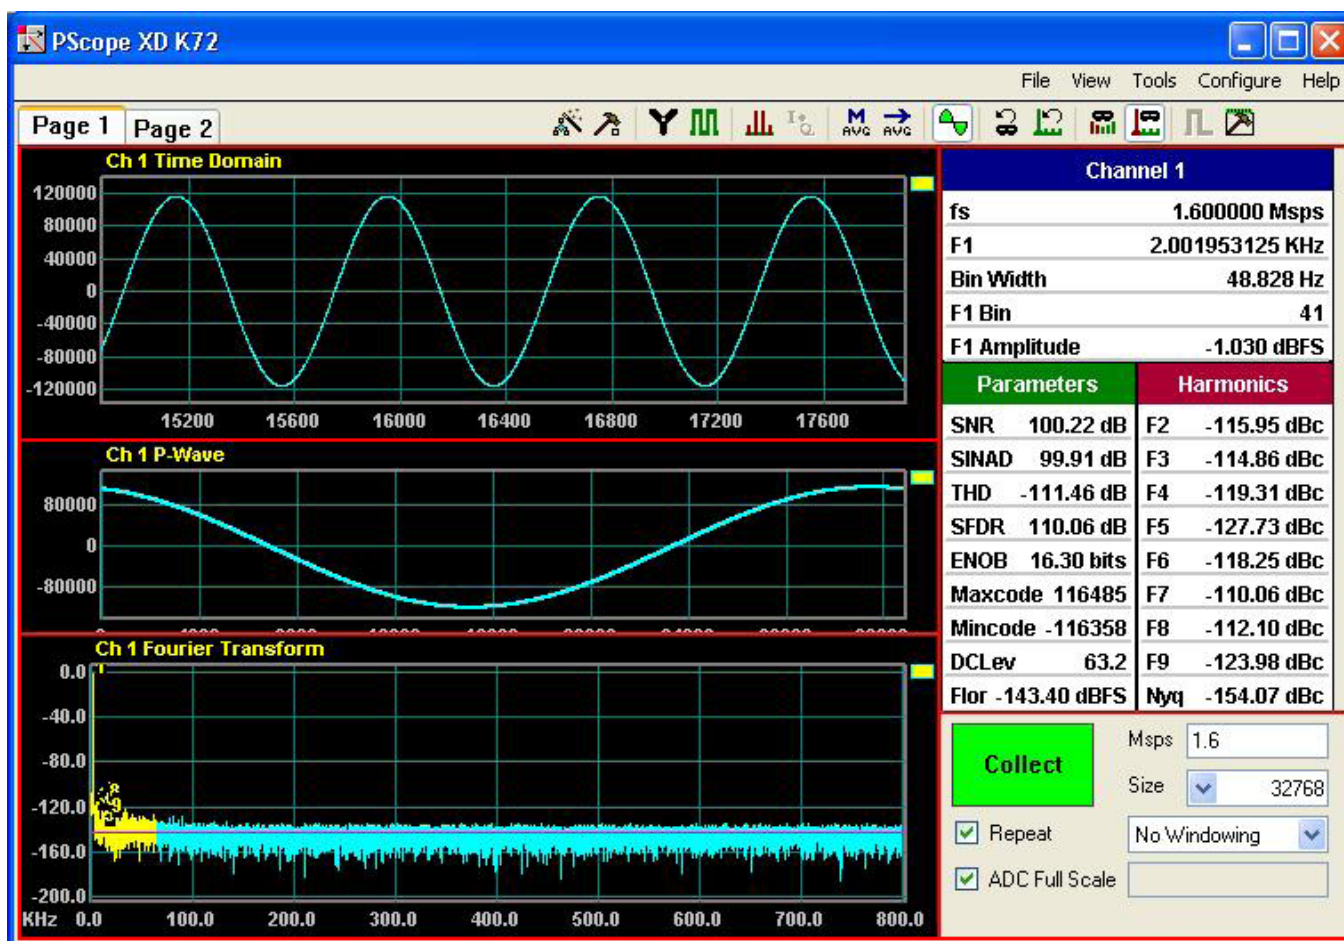 PScope XD K72
File View Tools Configure Help
Page 1 Page 2
M AVG AVG
Ch 1 Time Domain
120000
80000
40000
0
-40000
-80000
-120000
15200 15600 16000 16400 16800 17200 17600
Ch 1 P-Wave
80000
0
-80000
Ch 1 Fourier Transform
0.0
-40.0
-80.0
-120.0
-160.0
-200.0
KHz 0.0 100.0 200.0 300.0 400.0 500.0 600.0 700.0 800.0
Channel 1
fs 1.600000 Msps
F1 2.001953125 KHz
Bin Width 48.828 Hz
F1 Bin 41
F1 Amplitude -1.030 dBFS
Parameters Harmonics
SNR 100.22 dB F2 -115.95 dBc
SINAD 99.91 dB F3 -114.86 dBc
THD -111.46 dB F4 -119.31 dBc
SFDR 110.06 dB F5 -127.73 dBc
ENOB 16.30 bits F6 -118.25 dBc
Maxcode 116485 F7 -110.06 dBc
Mincode -116358 F8 -112.10 dBc
DCLev 63.2 F9 -123.98 dBc
Flor -143.40 dBFS Nyq -154.07 dBc
Collect
Msps 1.6
Size 32768
Repeat No Windowing
ADC Full Scale